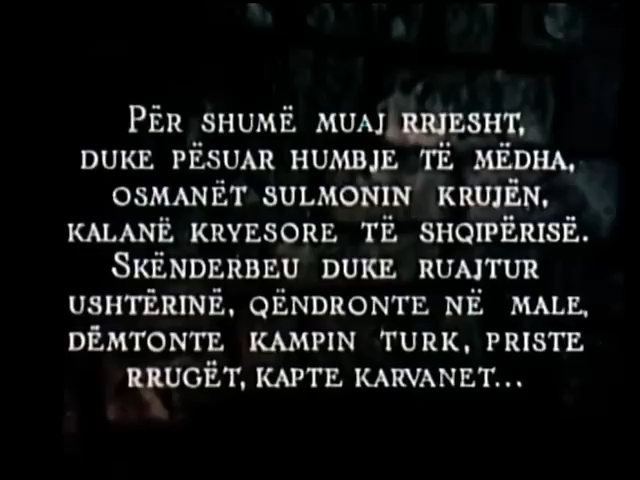 PËR SHUMË MUAJ RRJESHT,
DUKE PËSUAR HUMBJE TË MËDHA,
OSMANËT SULMONIN KRUJËN,
KALANË KRYESORE TË SHQIPËRISË.
SKËNDERBEU DUKE RUAJTUR
USHTËRINË, QËNDRONTE NË MALE,
DËMTONTE KAMPIN TURK, PRISTE
RRUGËT, KAPTE KARVANET...